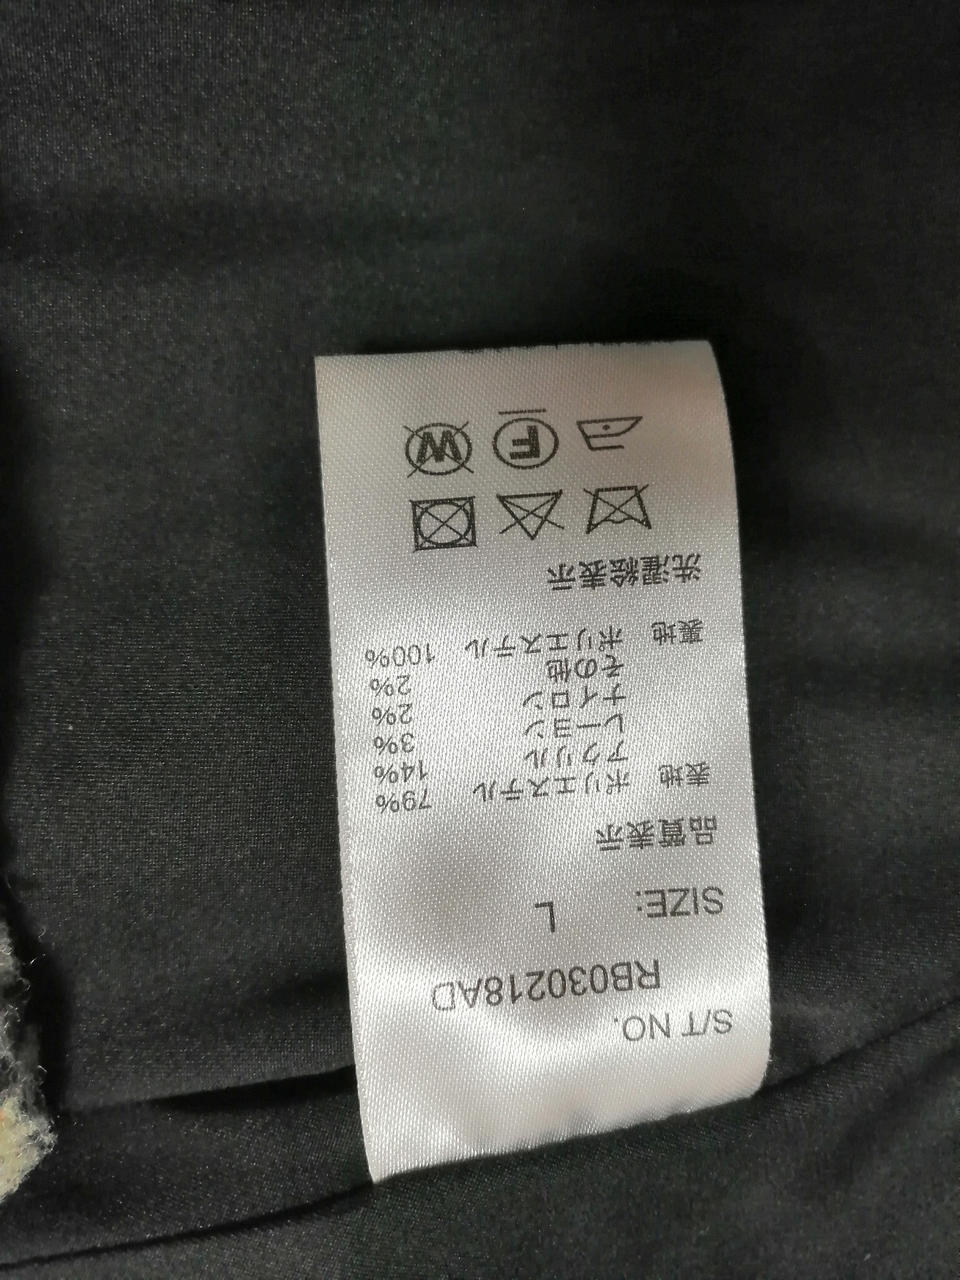 S/T NO.
RB030218AD
SIZE: L
品質表示
表地 ポリエステル 79%
アクリル 14%
レーヨン 3%
ナイロン 2%
その他 2%
裏地 ポリエステル 100%
洗濯絵表示
F W